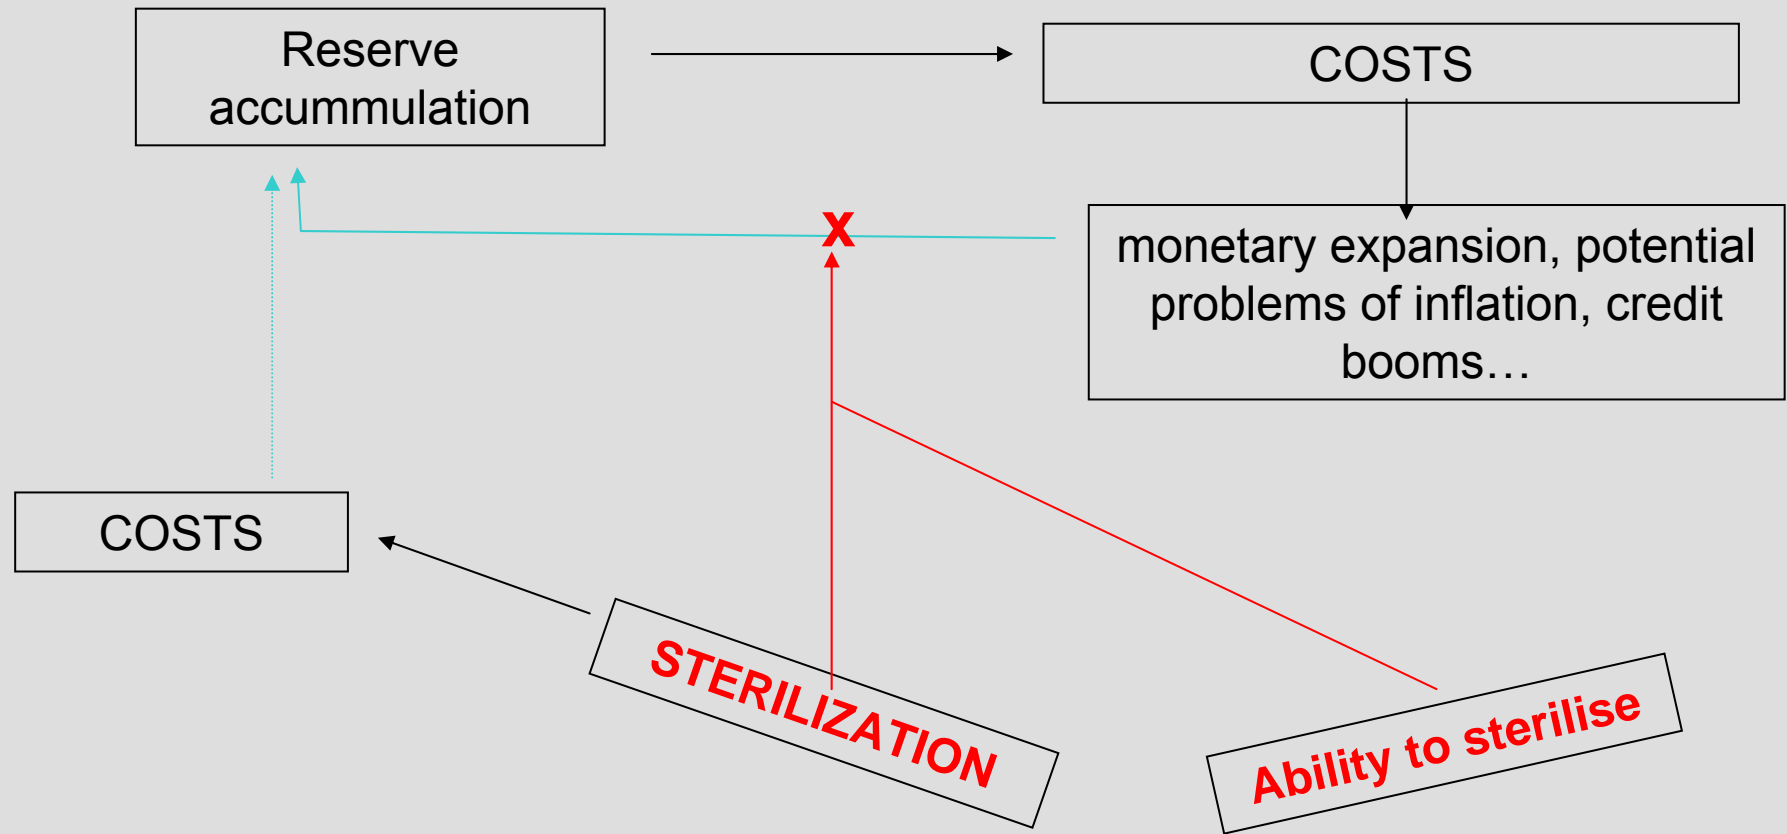 Reserve
accummulation
COSTS
X
monetary expansion, potential
problems of inflation, credit
booms…
COSTS
STERILIZATION
Ability to sterilise